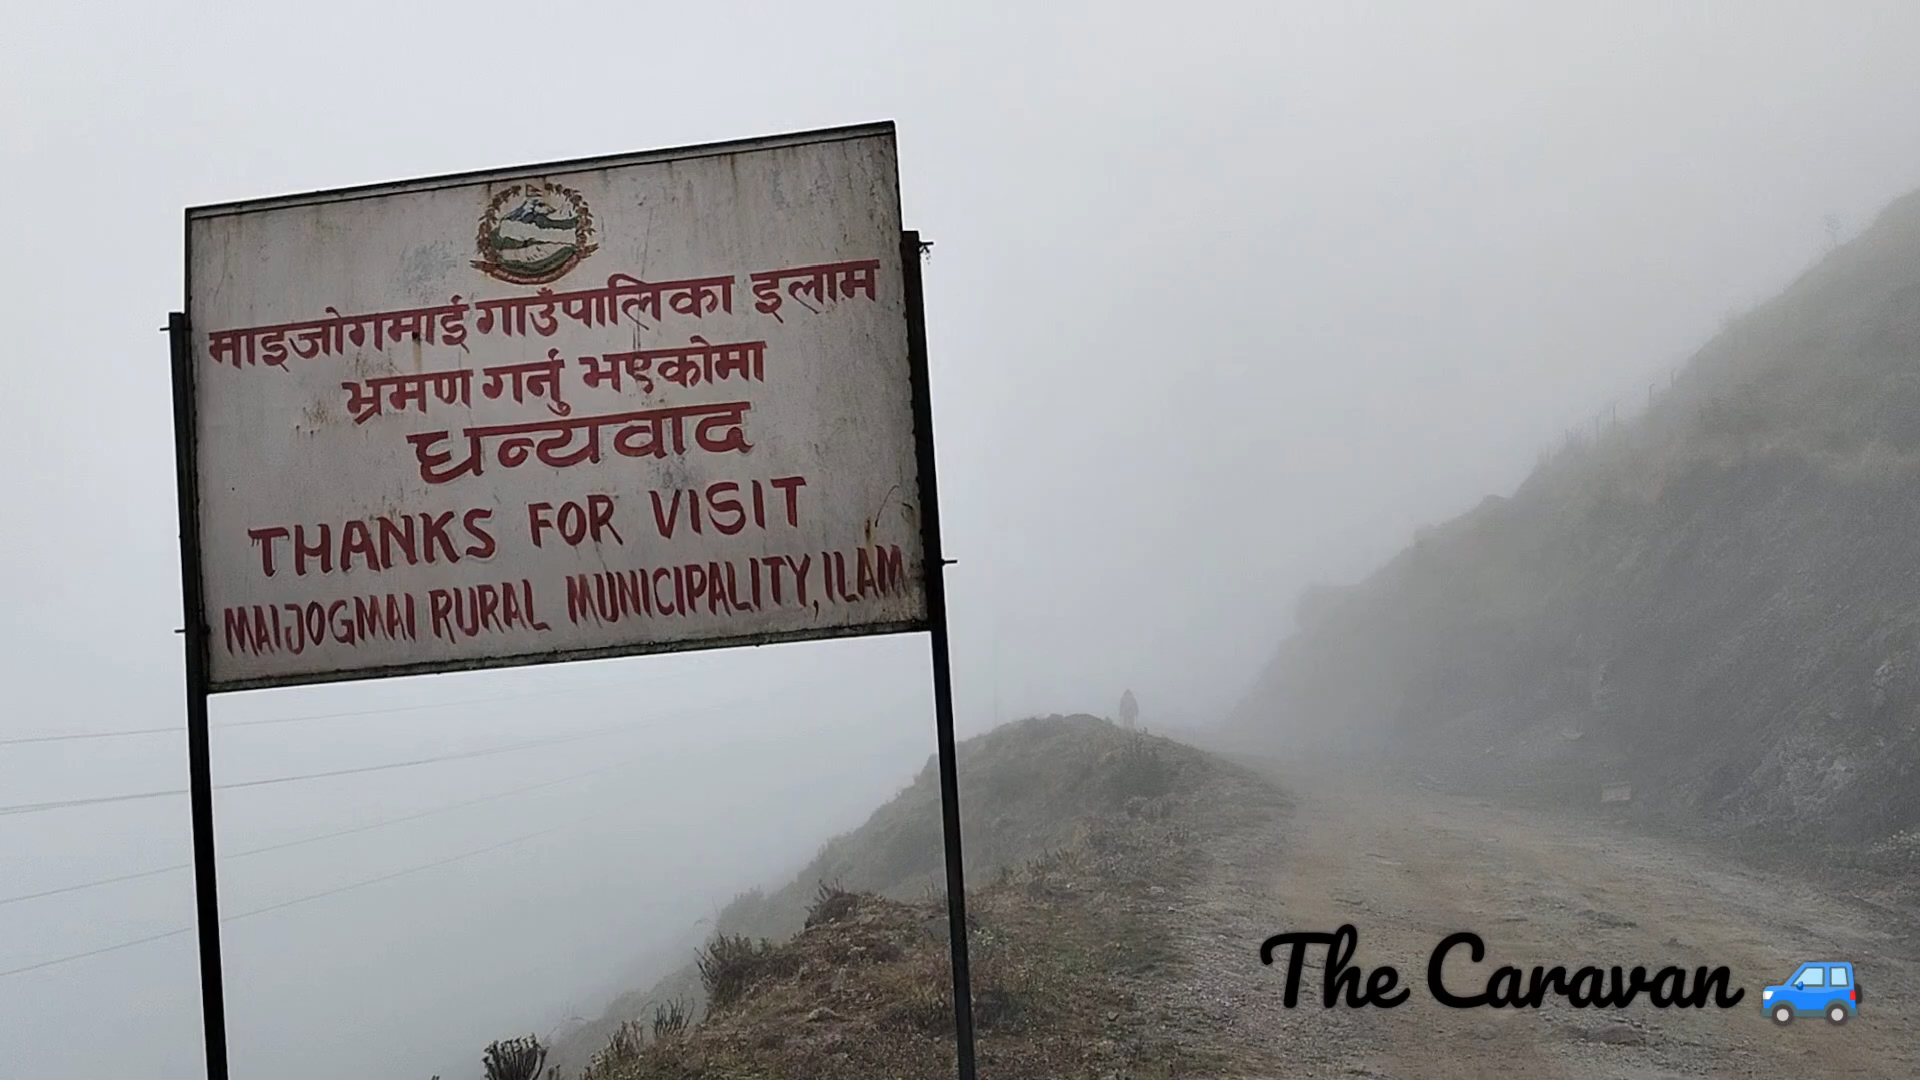 माइजोगमाई गाउँपालिका इलाम
भ्रमण गर्नु भएकोमा
धन्यवाद
THANKS FOR VISIT
MAIJOGMAI RURAL MUNICIPALITY, ILAM
The Caravan